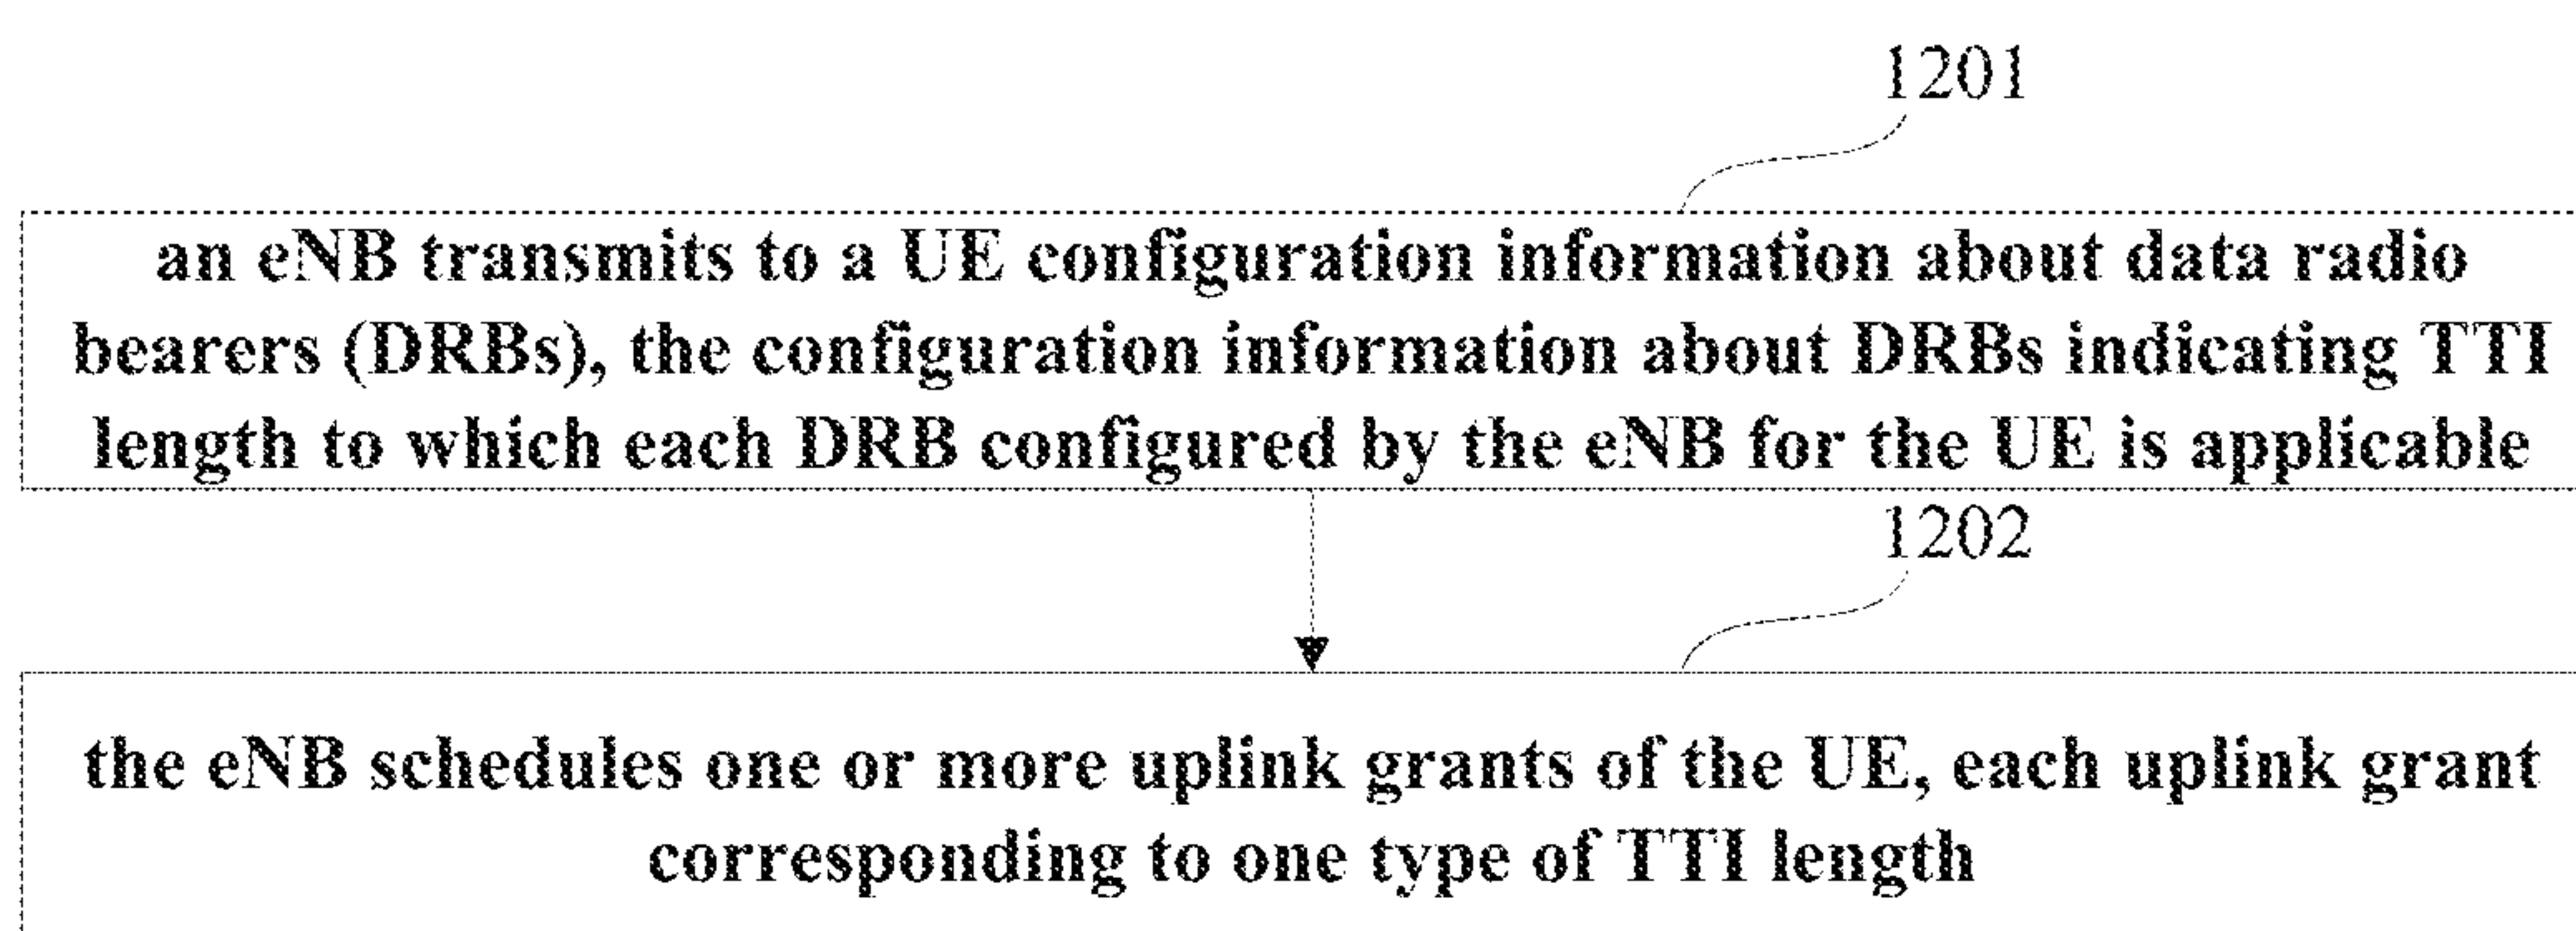 1201
an eNB transmits to a UE configuration information about data radio
bearers (DRBs), the configuration information about DRBs indicating TTI
length to which each DRB configured by the eNB for the UE is applicable
1202
the eNB schedules one or more uplink grants of the UE, each uplink grant
corresponding to one type of TTI length